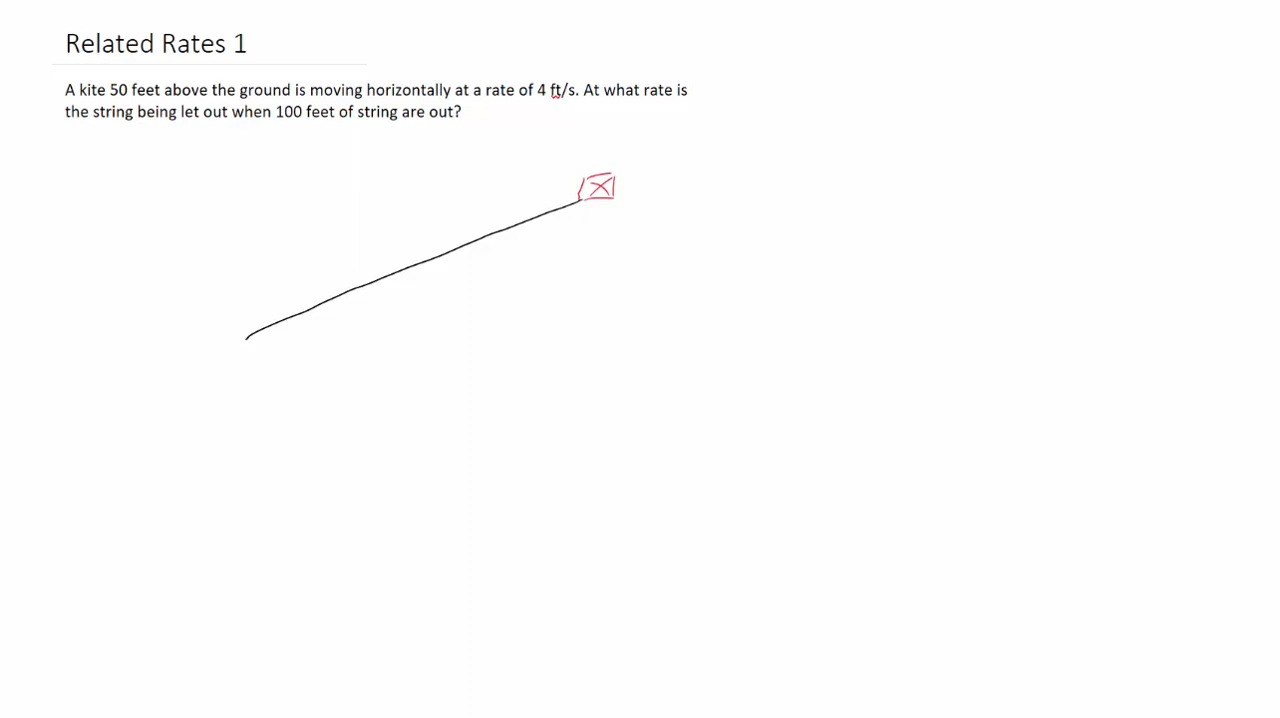 Related Rates 1
A kite 50 feet above the ground is moving horizontally at a rate of 4 ft/s. At what rate is
the string being let out when 100 feet of string are out?